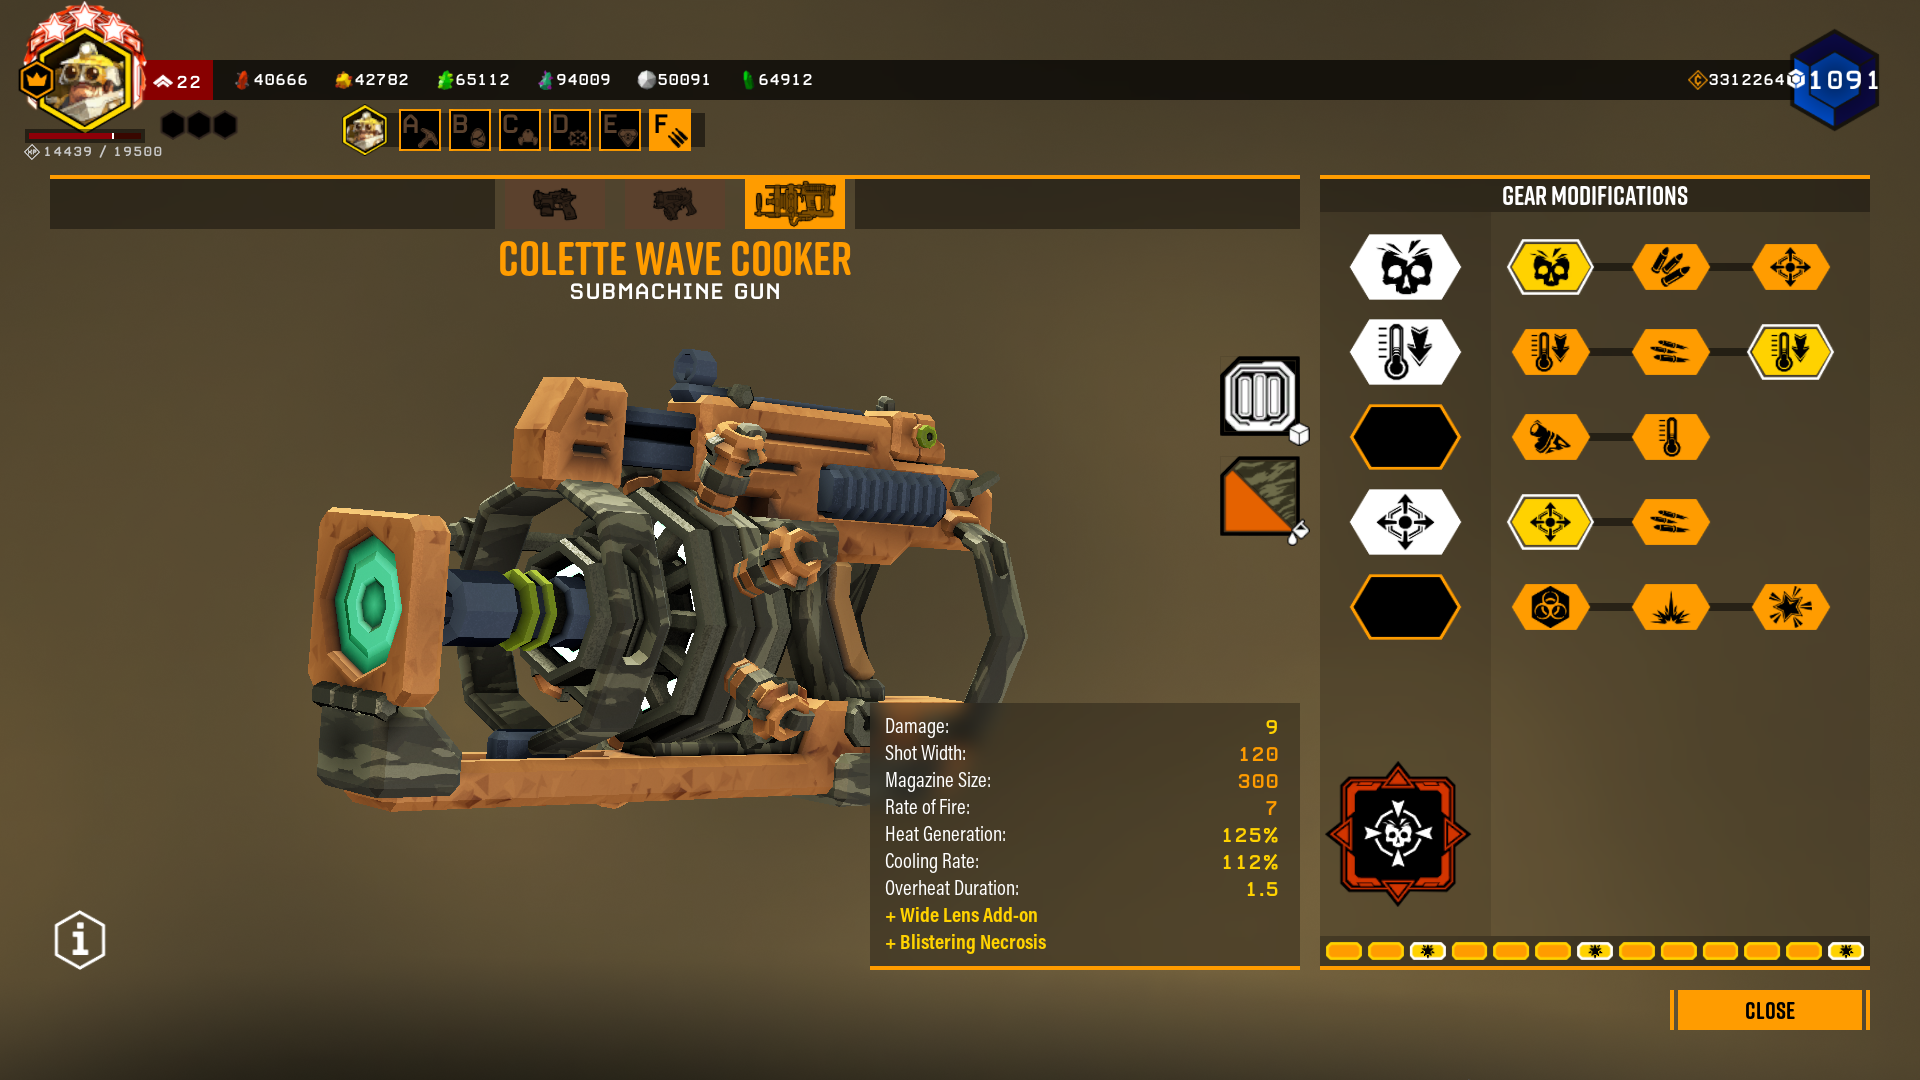 22
40666
42782
65112
94009
50091
64912
3312264
1091
14439 / 19500
A
B
C
D
E
F
GEAR MODIFICATIONS
COLETTE WAVE COOKER
SUBMACHINE GUN
Damage: 9
Shot Width: 120
Magazine Size: 300
Rate of Fire: 7
Heat Generation: 125%
Cooling Rate: 112%
Overheat Duration: 1.5
+ Wide Lens Add-on
+ Blistering Necrosis
CLOSE